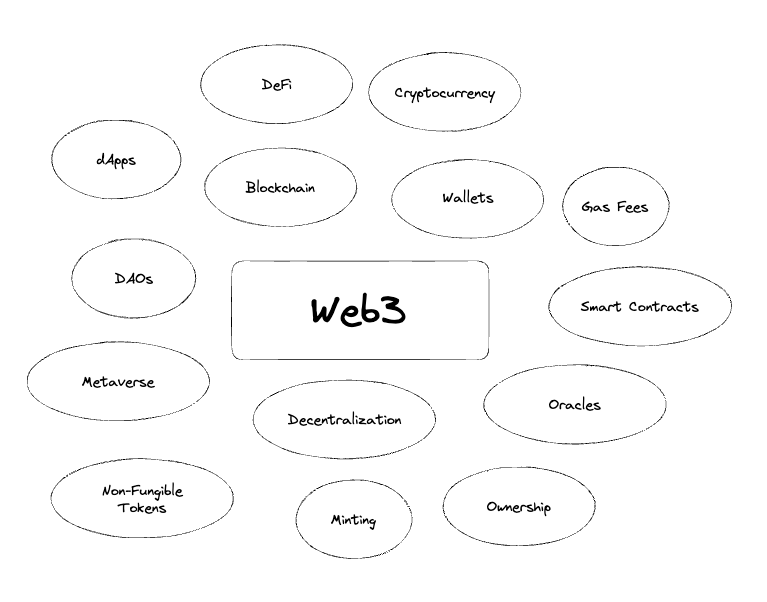 DeFi
Cryptocurrency
dApps
Blockchain
Wallets
Gas Fees
DAOs
Web3
Smart Contracts
Metaverse
Decentralization
Oracles
Non-Fungible
Tokens
Minting
Ownership